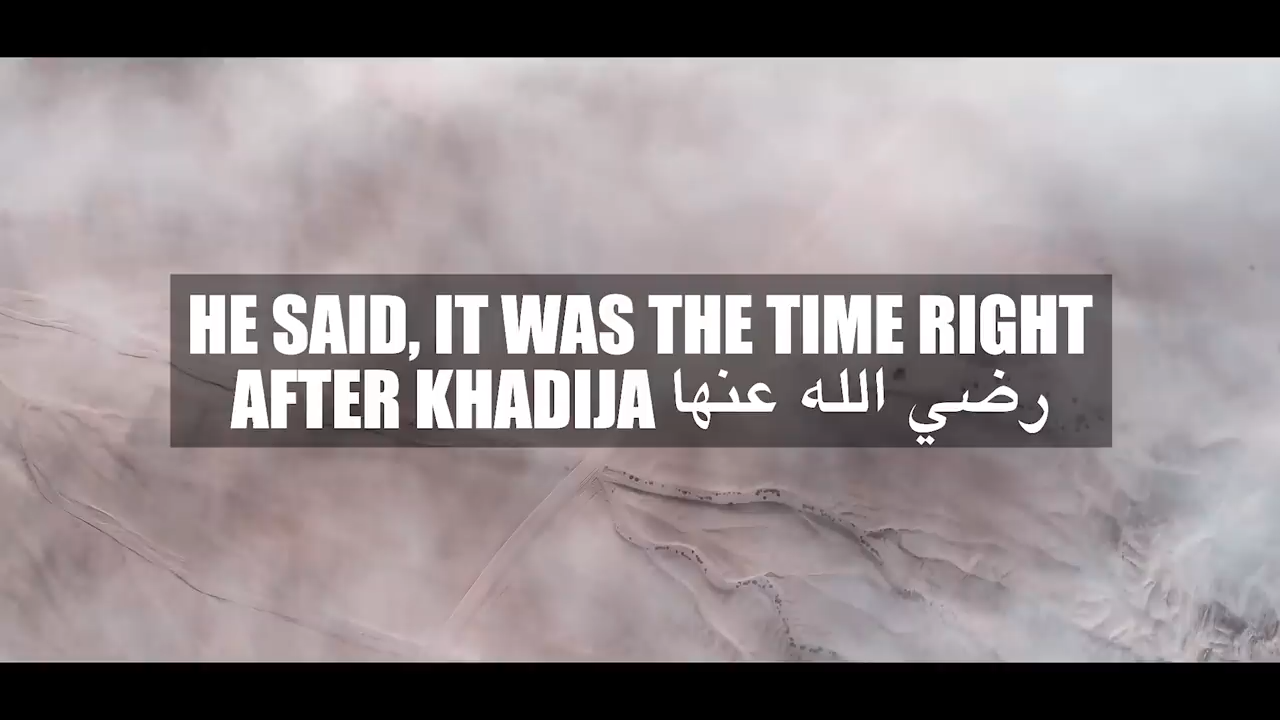 HE SAID, IT WAS THE TIME RIGHT
AFTER KHADIJA رضي الله عنها